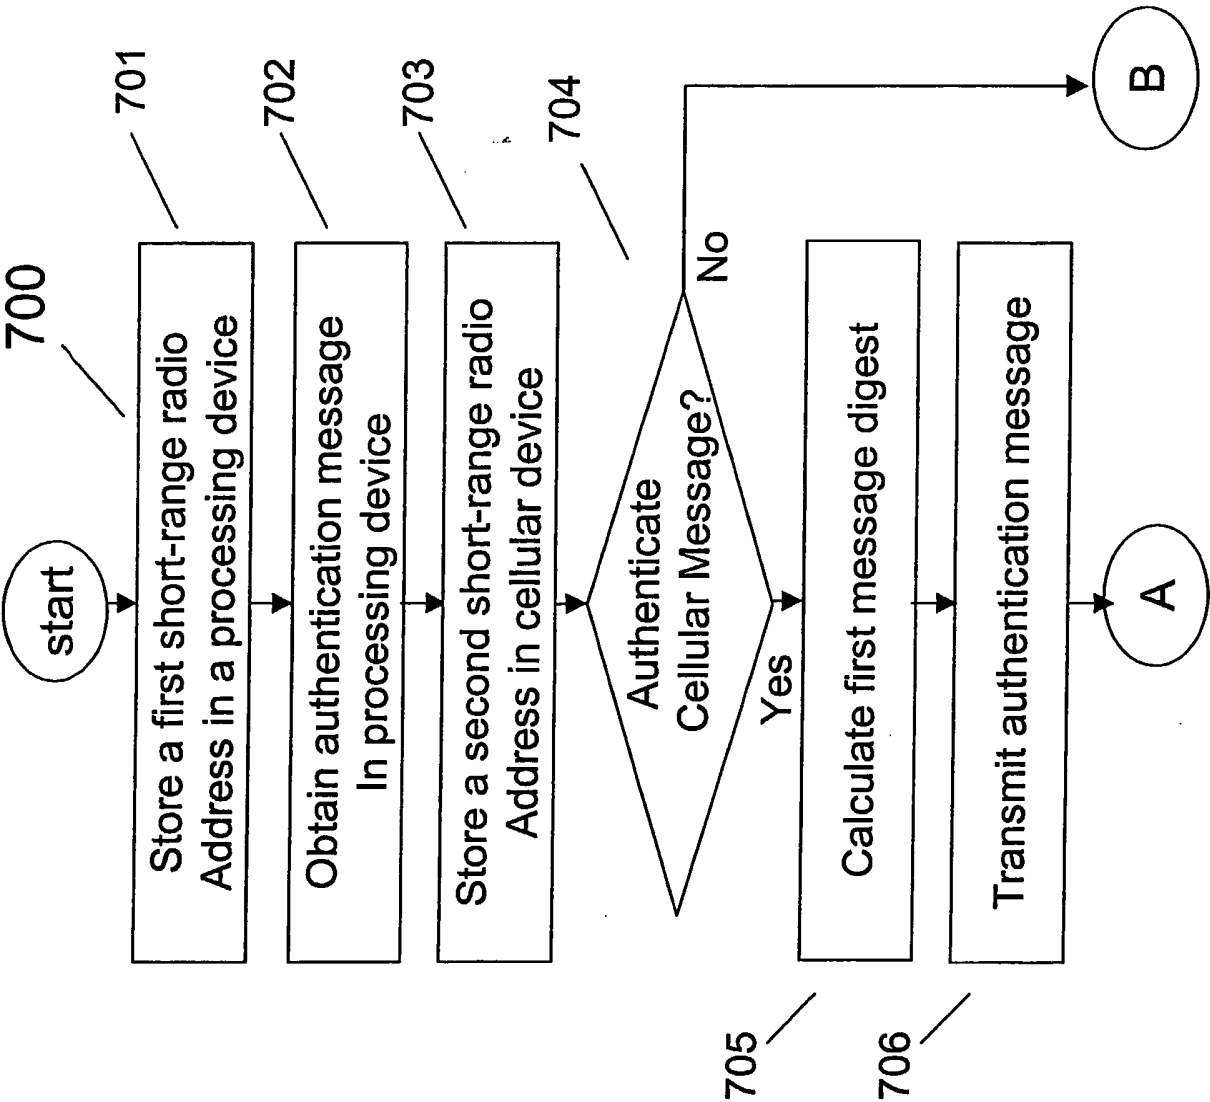 700
start
701
Store a first short-range radio
Address in a processing device
702
Obtain authentication message
In processing device
703
Store a second short-range radio
Address in cellular device
704
Authenticate
Cellular Message?
No
Yes
B
705
Calculate first message digest
706
Transmit authentication message
A